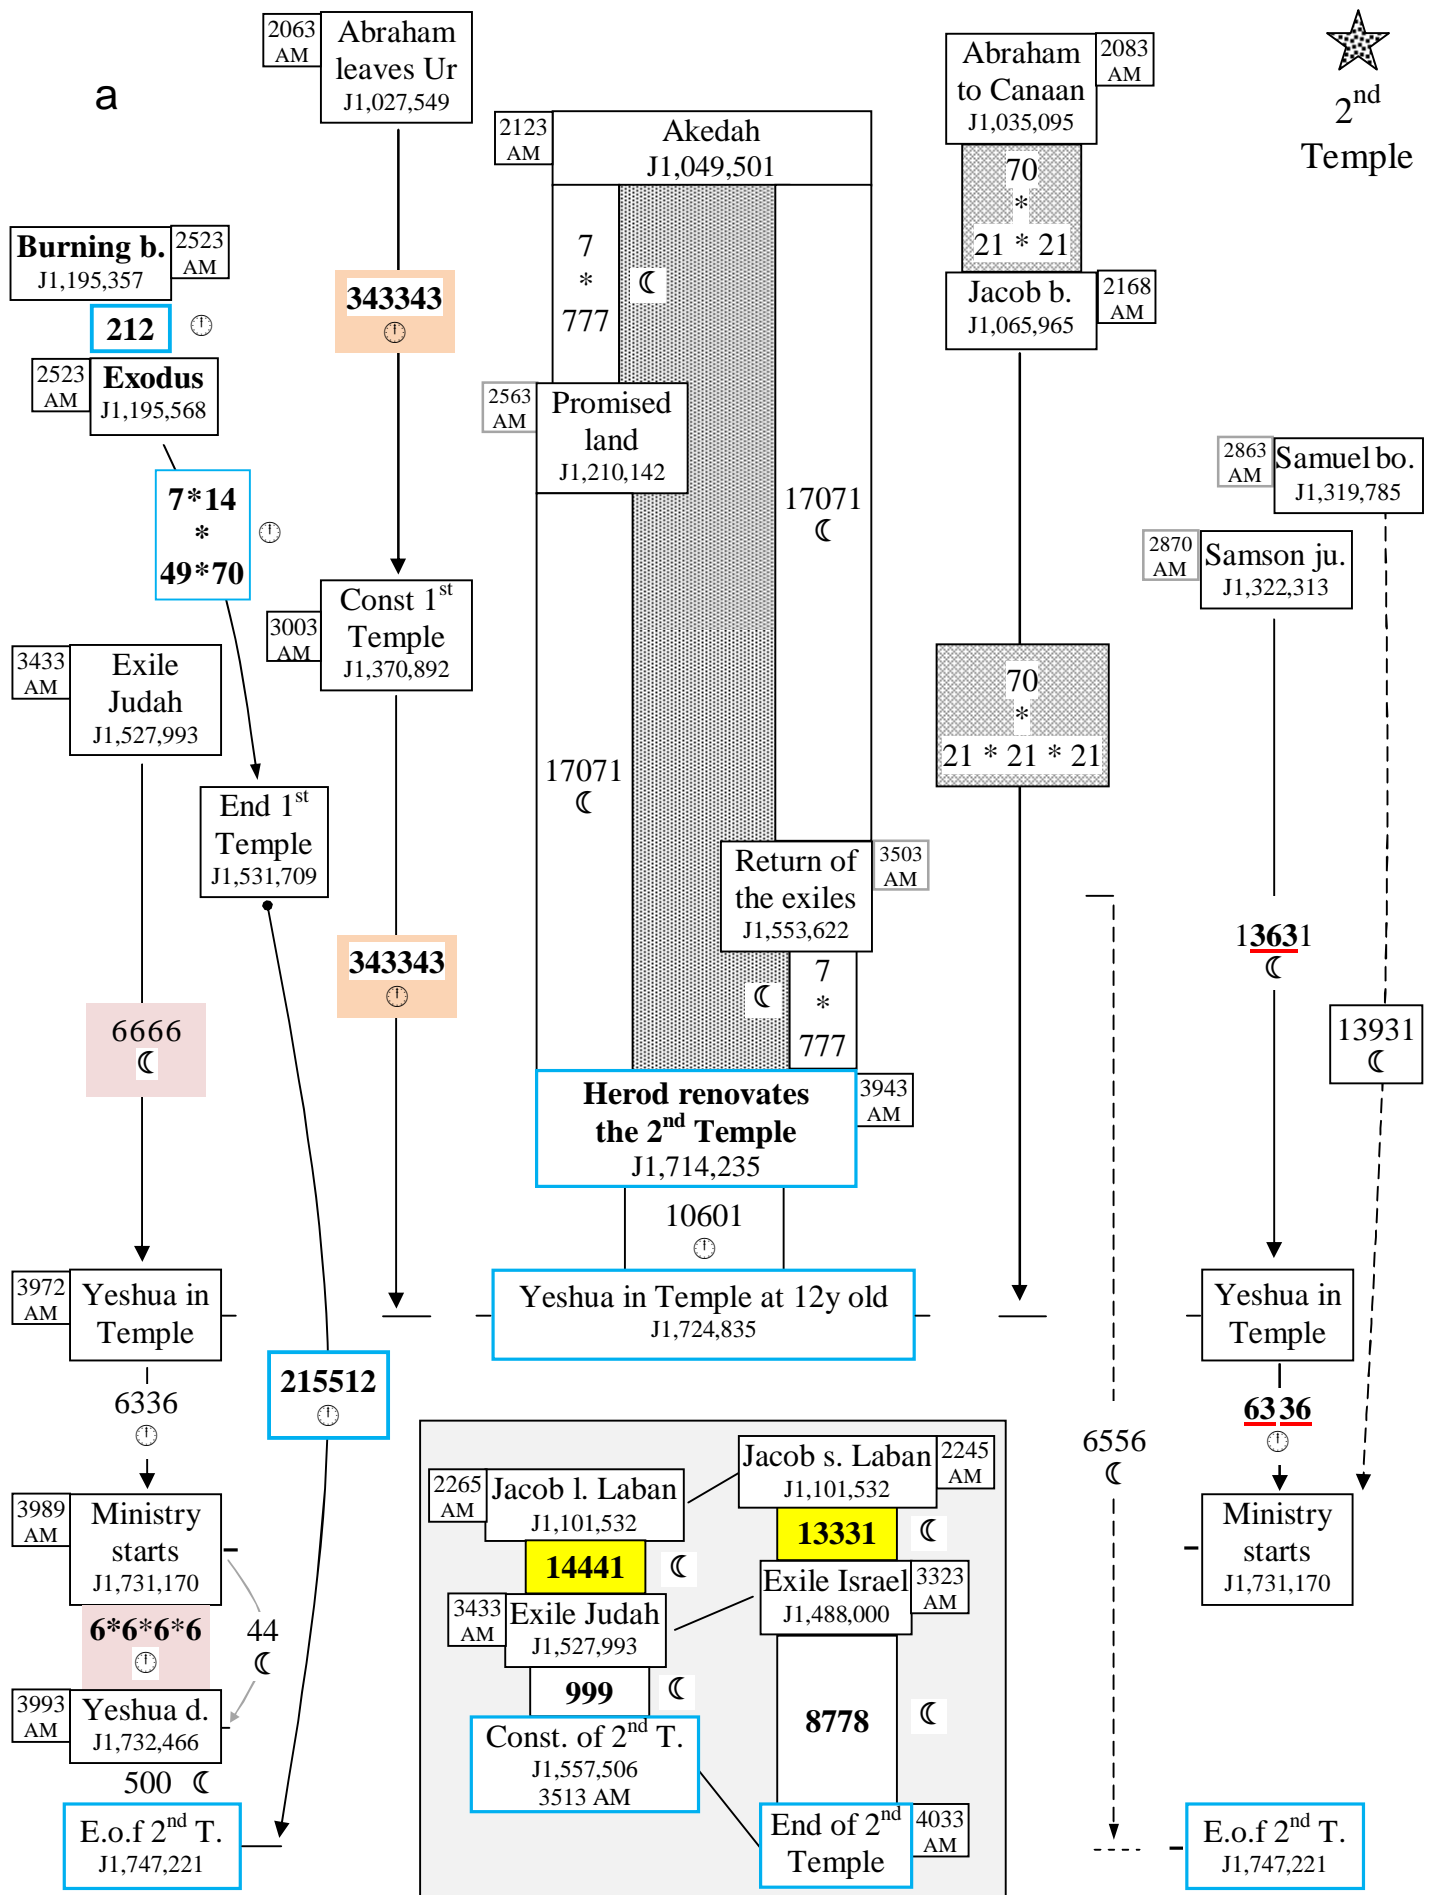 a
2063
AM
Abraham
leaves Ur
J1,027,549
343343
Const 1st
Temple
J1,370,892
3003
AM
343343
Burning b.
J1,195,357
2523
AM
212
2523
AM
Exodus
J1,195,568
7*14
*
49*70
End 1st
Temple
J1,531,709
215512
3433
AM
Exile
Judah
J1,527,993
6666
3972
AM
Yeshua in
Temple
6336
3989
AM
Ministry
starts
J1,731,170
6*6*6*6
44
3993
AM
Yeshua d.
J1,732,466
500
E.o.f 2nd T.
J1,747,221
2123
AM
Akedah
J1,049,501
7
*
777
2563
AM
Promised
land
J1,210,142
17071
17071
Return of
the exiles
J1,553,622
3503
AM
7
*
777
Herod renovates
the 2nd Temple
J1,714,235
3943
AM
10601
Yeshua in Temple at 12y old
J1,724,835
2265
AM
Jacob l. Laban
J1,101,532
14441
3433
AM
Exile Judah
J1,527,993
999
Const. of 2nd T.
J1,557,506
3513 AM
Jacob s. Laban
J1,101,532
2245
AM
13331
Exile Israel
J1,488,000
3323
AM
8778
End of 2nd
Temple
4033
AM
Abraham
to Canaan
J1,035,095
2083
AM
70
*
21 * 21
Jacob b.
J1,065,965
2168
AM
70
*
21 * 21 * 21
6556
2nd
Temple
2863
AM
Samuel bo.
J1,319,785
2870
AM
Samson ju.
J1,322,313
13631
13931
Yeshua in
Temple
6336
Ministry
starts
J1,731,170
E.o.f 2nd T.
J1,747,221